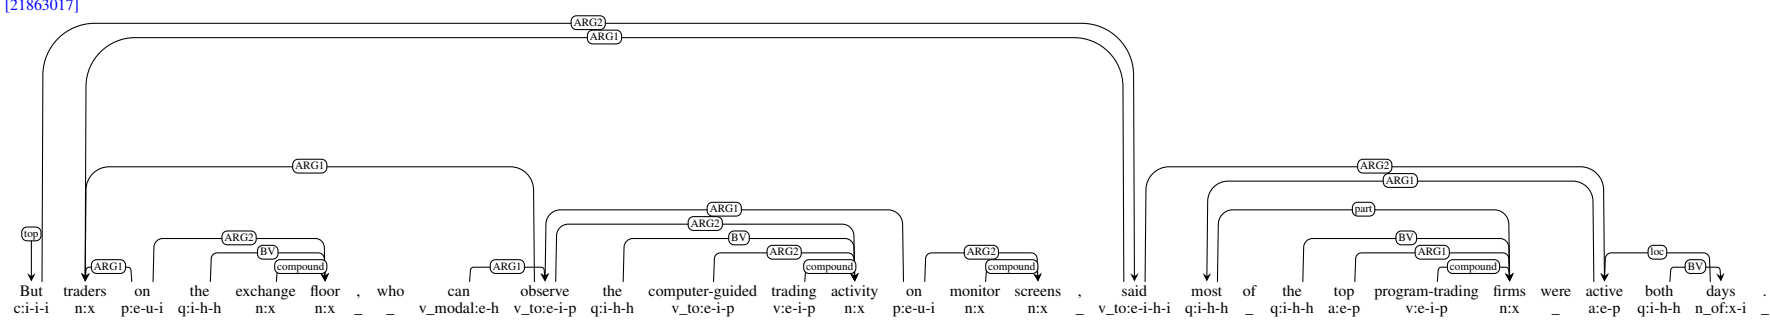 [21863017]
ARG2
ARG1
ARG1 ARG2
ARG1
ARG1 part
ARG2
top ARG2 BV BV
BV ARG2 ARG2 ARG1 loc
ARG1 compound ARG1 compound compound compound BV
But traders on the exchange floor , who can observe the computer-guided trading activity on monitor screens , said most of the top program-trading firms were active both days .
c:i-i-i n:x p:e-u-i q:i-h-h n:x n:x _ _ v_modal:e-h v_to:e-i-p q:i-h-h v_to:e-i-p v:e-i-p n:x p:e-u-i n:x n:x _ v_to:e-i-h-i q:i-h-h _ q:i-h-h a:e-p v:e-i-p n:x _ a:e-p q:i-h-h n_of:x-i _